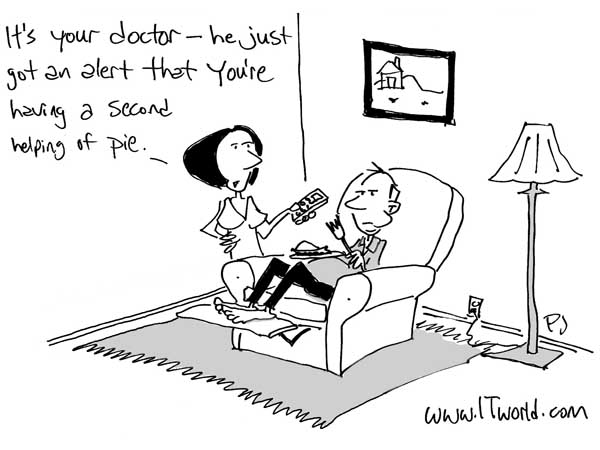 It's your doctor – he just
got an alert that you're
having a second
helping of pie.
PJ
www.ITworld.com